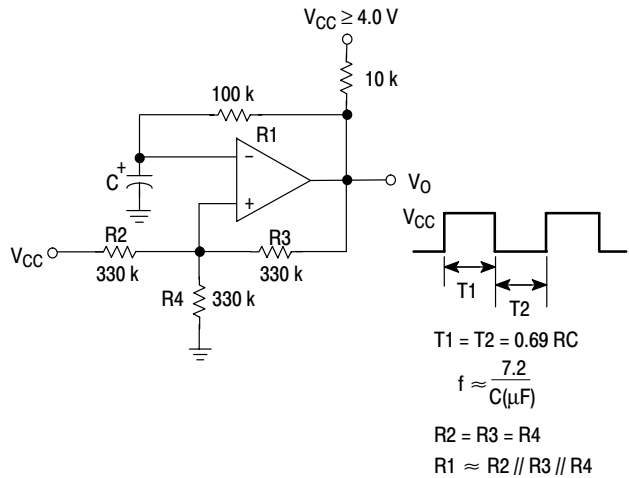 VCC ≥ 4.0 V
10 k
100 k
R1
−
+
C
+
VO
VCC
R2
330 k
R3
330 k
R4
330 k
VCC
T1
T2
T1 = T2 = 0.69 RC
f ≈ 7.2
C(μF)
R2 = R3 = R4
R1 ≈ R2 // R3 // R4